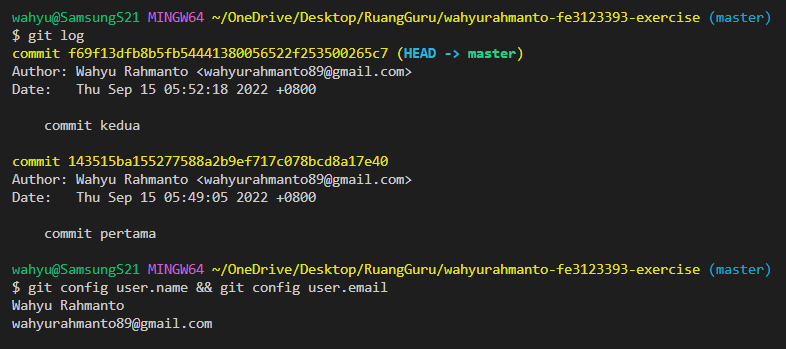 wahyu@SamsungS21 MINGW64 ~/OneDrive/Desktop/RuangGuru/wahyurahmanto-fe3123393-exercise (master)
$ git log
commit f69f13dfb8b5fb54441380056522f253500265c7 (HEAD -> master)
Author: Wahyu Rahmanto <wahyurahmanto89@gmail.com>
Date:   Thu Sep 15 05:52:18 2022 +0800
    commit kedua
commit 143515ba155277588a2b9ef717c078bcd8a17e40
Author: Wahyu Rahmanto <wahyurahmanto89@gmail.com>
Date:   Thu Sep 15 05:49:05 2022 +0800
    commit pertama
wahyu@SamsungS21 MINGW64 ~/OneDrive/Desktop/RuangGuru/wahyurahmanto-fe3123393-exercise (master)
$ git config user.name && git config user.email
Wahyu Rahmanto
wahyurahmanto89@gmail.com